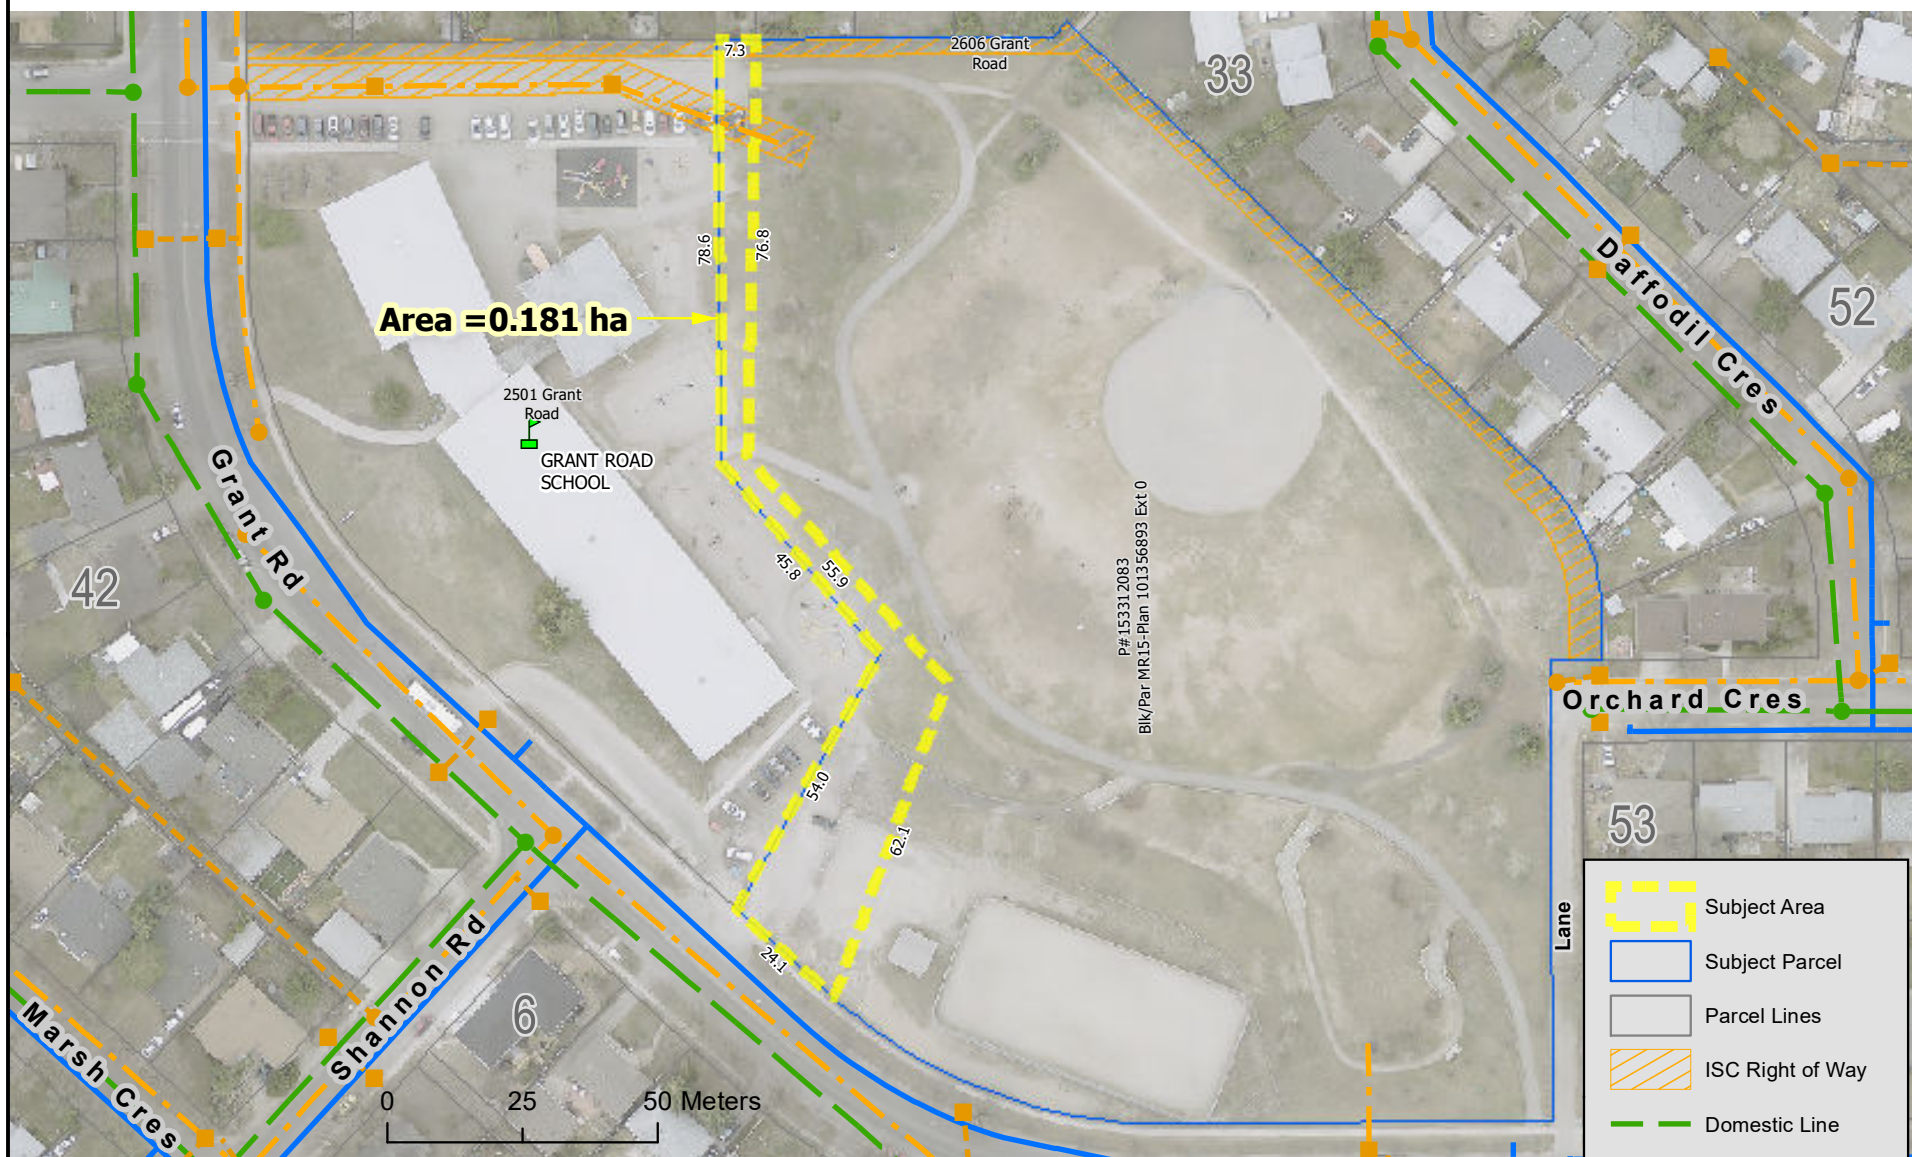 7.3
2606 Grant
Road
33
78.6
76.8
Area =0.181 ha
2501 Grant
Road
GRANT ROAD
SCHOOL
Daffodil Cres
52
Grant Rd
42
45.8
55.9
P#153312083
Blk/Par MR15-Plan 101356893 Ext 0
Orchard Cres
54.0
62.1
53
24.1
Lane
Shannon Rd
6
Marsh Cres
0 25 50 Meters
Subject Area
Subject Parcel
Parcel Lines
ISC Right of Way
Domestic Line